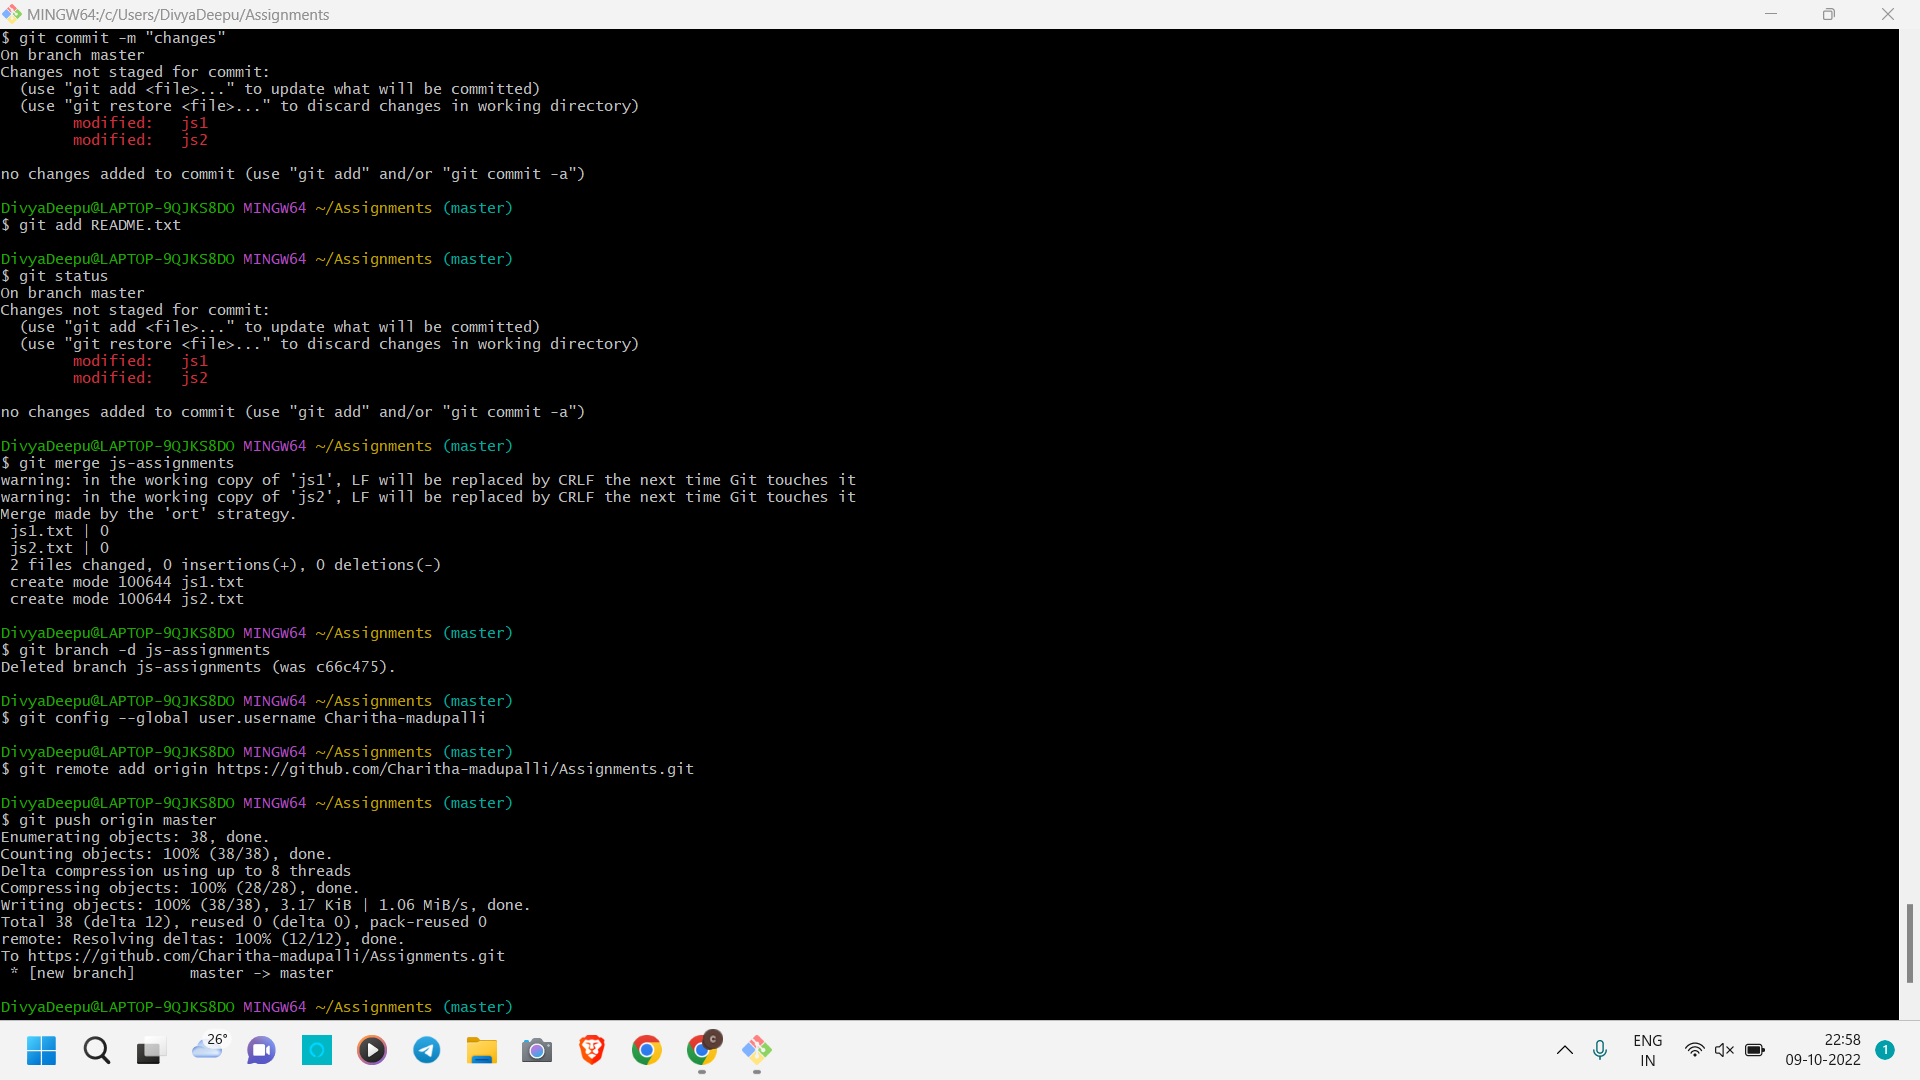 MINGW64:/c/Users/DivyaDeepu/Assignments
$ git commit -m "changes"
On branch master
Changes not staged for commit:
  (use "git add <file>..." to update what will be committed)
  (use "git restore <file>..." to discard changes in working directory)
        modified:   js1
        modified:   js2

no changes added to commit (use "git add" and/or "git commit -a")

DivyaDeepu@LAPTOP-9QJKS8DO MINGW64 ~/Assignments (master)
$ git add README.txt

DivyaDeepu@LAPTOP-9QJKS8DO MINGW64 ~/Assignments (master)
$ git status
On branch master
Changes not staged for commit:
  (use "git add <file>..." to update what will be committed)
  (use "git restore <file>..." to discard changes in working directory)
        modified:   js1
        modified:   js2

no changes added to commit (use "git add" and/or "git commit -a")

DivyaDeepu@LAPTOP-9QJKS8DO MINGW64 ~/Assignments (master)
$ git merge js-assignments
warning: in the working copy of 'js1', LF will be replaced by CRLF the next time Git touches it
warning: in the working copy of 'js2', LF will be replaced by CRLF the next time Git touches it
Merge made by the 'ort' strategy.
 js1.txt | 0
 js2.txt | 0
 2 files changed, 0 insertions(+), 0 deletions(-)
 create mode 100644 js1.txt
 create mode 100644 js2.txt

DivyaDeepu@LAPTOP-9QJKS8DO MINGW64 ~/Assignments (master)
$ git branch -d js-assignments
Deleted branch js-assignments (was c66c475).

DivyaDeepu@LAPTOP-9QJKS8DO MINGW64 ~/Assignments (master)
$ git config --global user.username Charitha-madupalli

DivyaDeepu@LAPTOP-9QJKS8DO MINGW64 ~/Assignments (master)
$ git remote add origin https://github.com/Charitha-madupalli/Assignments.git

DivyaDeepu@LAPTOP-9QJKS8DO MINGW64 ~/Assignments (master)
$ git push origin master
Enumerating objects: 38, done.
Counting objects: 100% (38/38), done.
Delta compression using up to 8 threads
Compressing objects: 100% (28/28), done.
Writing objects: 100% (38/38), 3.17 KiB | 1.06 MiB/s, done.
Total 38 (delta 12), reused 0 (delta 0), pack-reused 0
remote: Resolving deltas: 100% (12/12), done.
To https://github.com/Charitha-madupalli/Assignments.git
 * [new branch]      master -> master

DivyaDeepu@LAPTOP-9QJKS8DO MINGW64 ~/Assignments (master)
26°
C
ENG
IN
22:58
09-10-2022
1